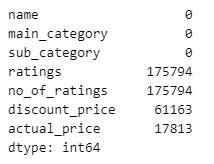 name 0
main_category 0
sub_category 0
ratings 175794
no_of_ratings 175794
discount_price 61163
actual_price 17813
dtype: int64